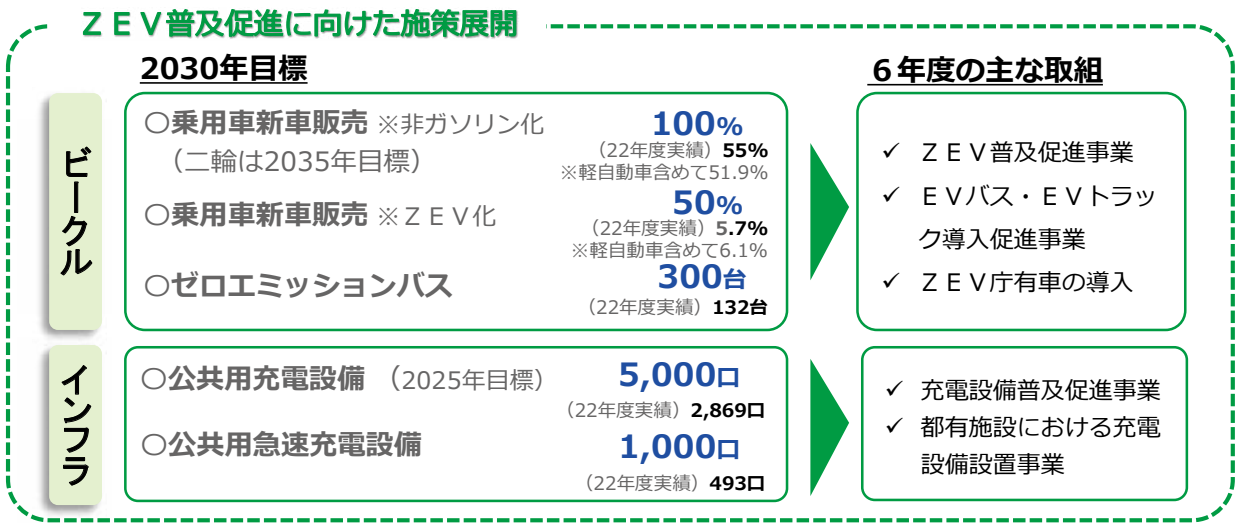 ＺＥＶ普及促進に向けた施策展開
2030年目標
６年度の主な取組
ビークル
〇乗用車新車販売 ※非ガソリン化
100%
（二輪は2035年目標）
（22年度実績）55%
※軽自動車含めて51.9%
〇乗用車新車販売 ※ＺＥＶ化
50%
（22年度実績）5.7%
※軽自動車含めて6.1%
〇ゼロエミッションバス
300台
（22年度実績）132台
✓ ＺＥＶ普及促進事業
✓ ＥＶバス・ＥＶトラッ
ク導入促進事業
✓ ＺＥＶ庁有車の導入
インフラ
〇公共用充電設備 （2025年目標）
5,000口
（22年度実績）2,869口
〇公共用急速充電設備
1,000口
（22年度実績）493口
✓ 充電設備普及促進事業
✓ 都有施設における充電
設備設置事業